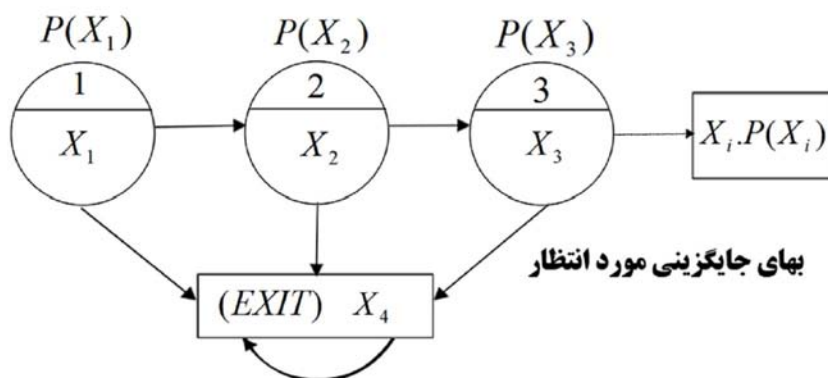 P(X₁) P(X₂) P(X₃)
1 2 3
X₁ X₂ X₃ Xᵢ.P(Xᵢ)
بهای جایگزینی مورد انتظار
(EXIT) X₄